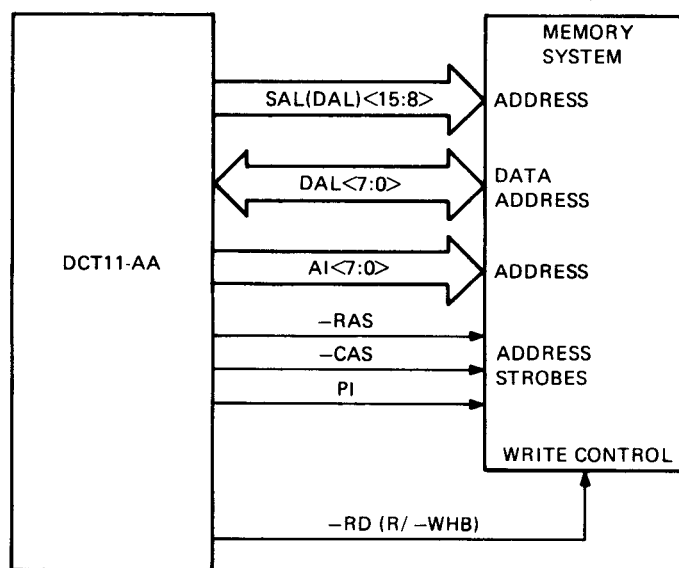 MEMORY
SYSTEM
SAL(DAL)<15:8>
ADDRESS
DAL<7:0>
DATA
ADDRESS
DCT11-AA
AI<7:0>
ADDRESS
−RAS
−CAS
ADDRESS
STROBES
PI
WRITE CONTROL
−RD (R/ −WHB)